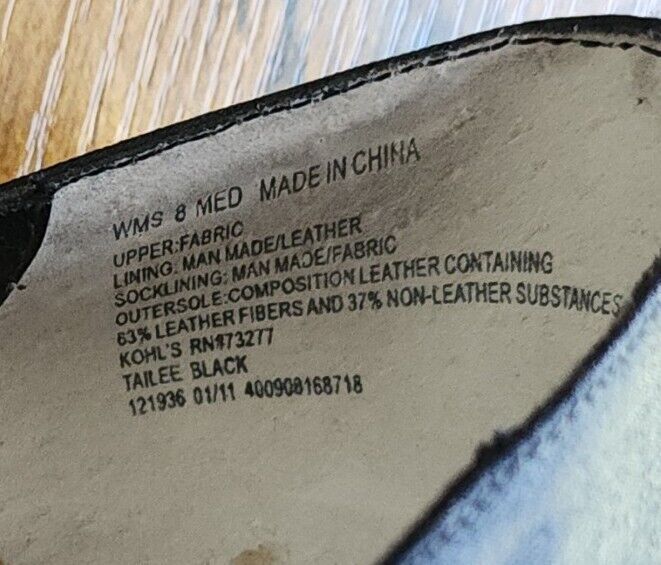 WMS 8 MED MADE IN CHINA
UPPER:FABRIC
LINING: MAN MADE/LEATHER
SOCKLINING: MAN MADE/FABRIC
OUTERSOLE:COMPOSITION LEATHER CONTAINING
63% LEATHER FIBERS AND 37% NON-LEATHER SUBSTANCES
KOHL'S RN#73277
TAILEE BLACK
121936 01/11 400908168718